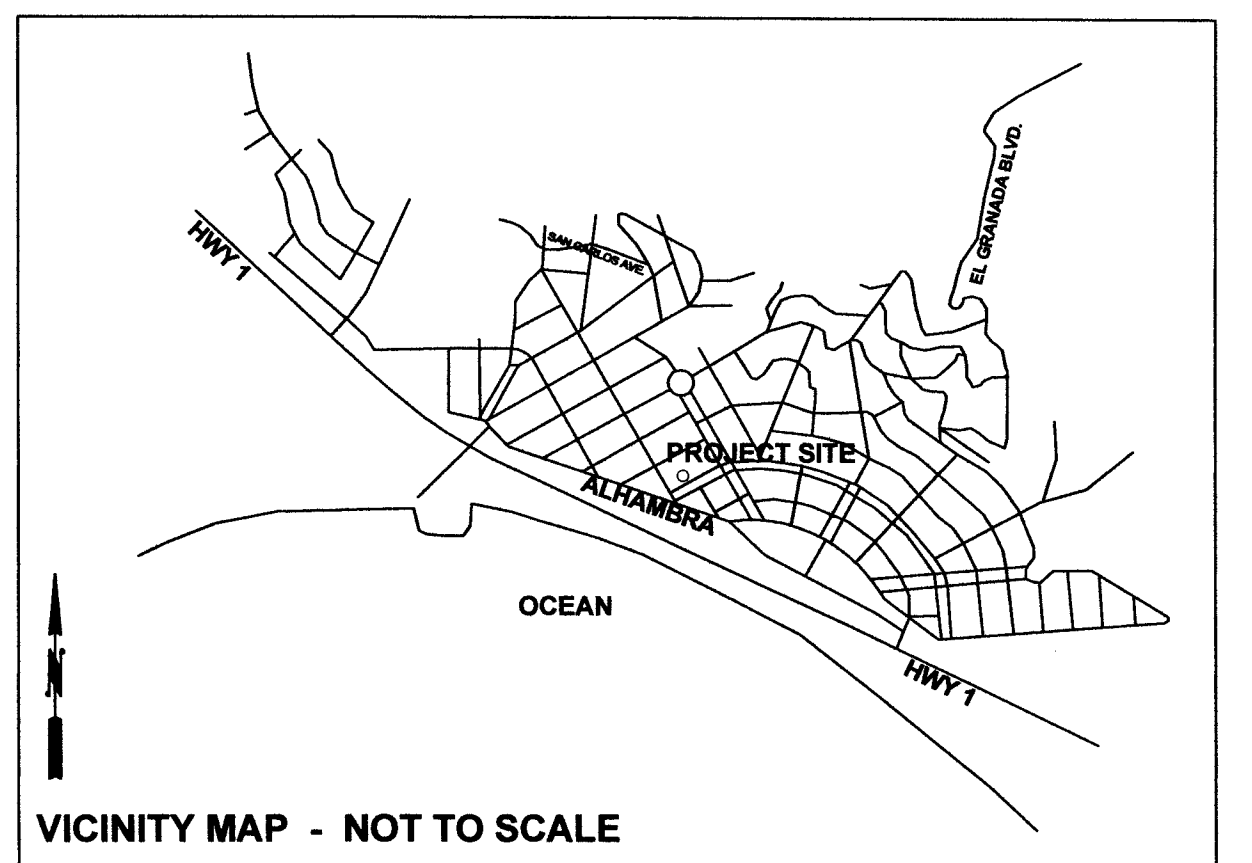 EL GRANADA BLVD.
HWY 1
SAN CARLOS AVE.
PROJECT SITE
ALHAMBRA
OCEAN
N
HWY 1
VICINITY MAP - NOT TO SCALE